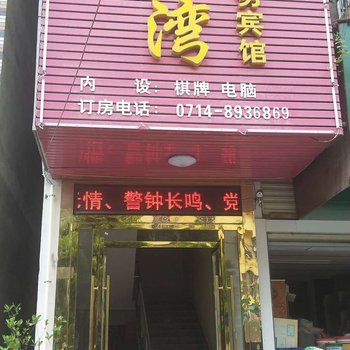 湾
务宾馆
内 设：棋牌 电脑
订房电话：0714-8936869
情、警钟长鸣、党